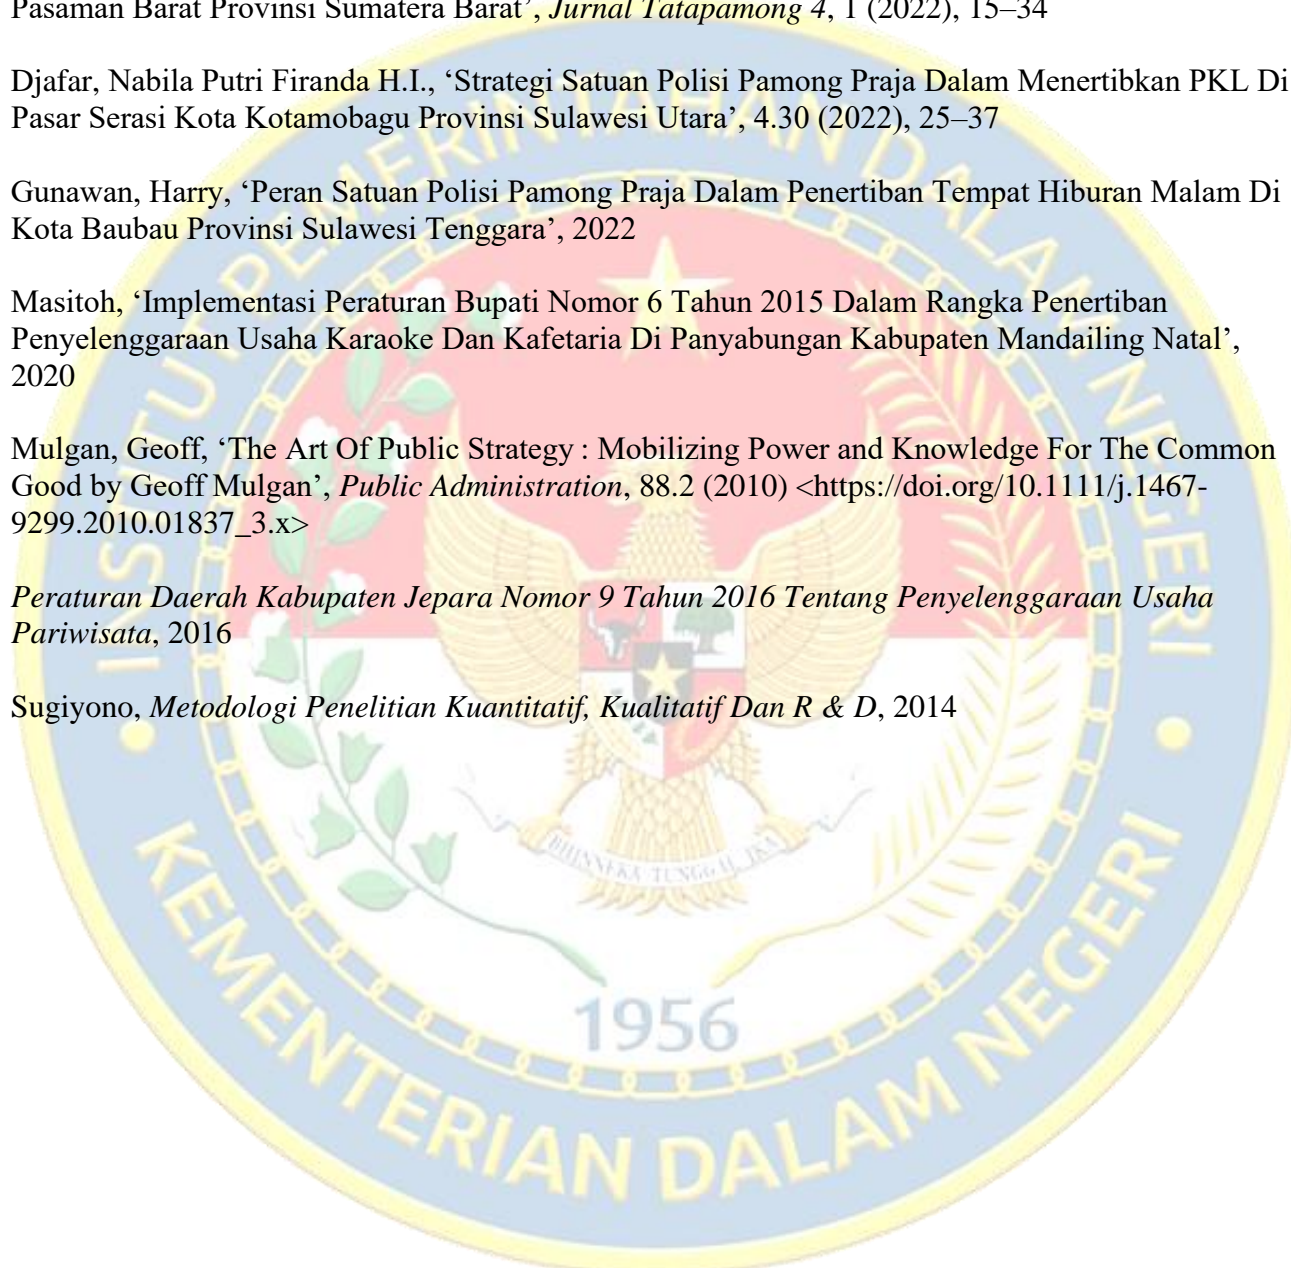 Pasaman Barat Provinsi Sumatera Barat’, Jurnal Tatapamong 4, 1 (2022), 15–34
Djafar, Nabila Putri Firanda H.I., ‘Strategi Satuan Polisi Pamong Praja Dalam Menertibkan PKL Di
Pasar Serasi Kota Kotamobagu Provinsi Sulawesi Utara’, 4.30 (2022), 25–37
Gunawan, Harry, ‘Peran Satuan Polisi Pamong Praja Dalam Penertiban Tempat Hiburan Malam Di
Kota Baubau Provinsi Sulawesi Tenggara’, 2022
Masitoh, ‘Implementasi Peraturan Bupati Nomor 6 Tahun 2015 Dalam Rangka Penertiban
Penyelenggaraan Usaha Karaoke Dan Kafetaria Di Panyabungan Kabupaten Mandailing Natal’,
2020
Mulgan, Geoff, ‘The Art Of Public Strategy : Mobilizing Power and Knowledge For The Common
Good by Geoff Mulgan’, Public Administration, 88.2 (2010) <https://doi.org/10.1111/j.1467-
9299.2010.01837_3.x>
Peraturan Daerah Kabupaten Jepara Nomor 9 Tahun 2016 Tentang Penyelenggaraan Usaha
Pariwisata, 2016
Sugiyono, Metodologi Penelitian Kuantitatif, Kualitatif Dan R & D, 2014
INSTITUT PEMERINTAHAN DALAM NEGERI
BHINNEKA TUNGGAL IKA
1956
KEMENTERIAN DALAM NEGERI